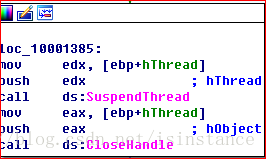 loc_10001385:
mov     edx, [ebp+hThread]
push    edx             ; hThread
call    ds:SuspendThread
mov     eax, [ebp+hThread]
push    eax             ; hObject
call    ds:CloseHandle